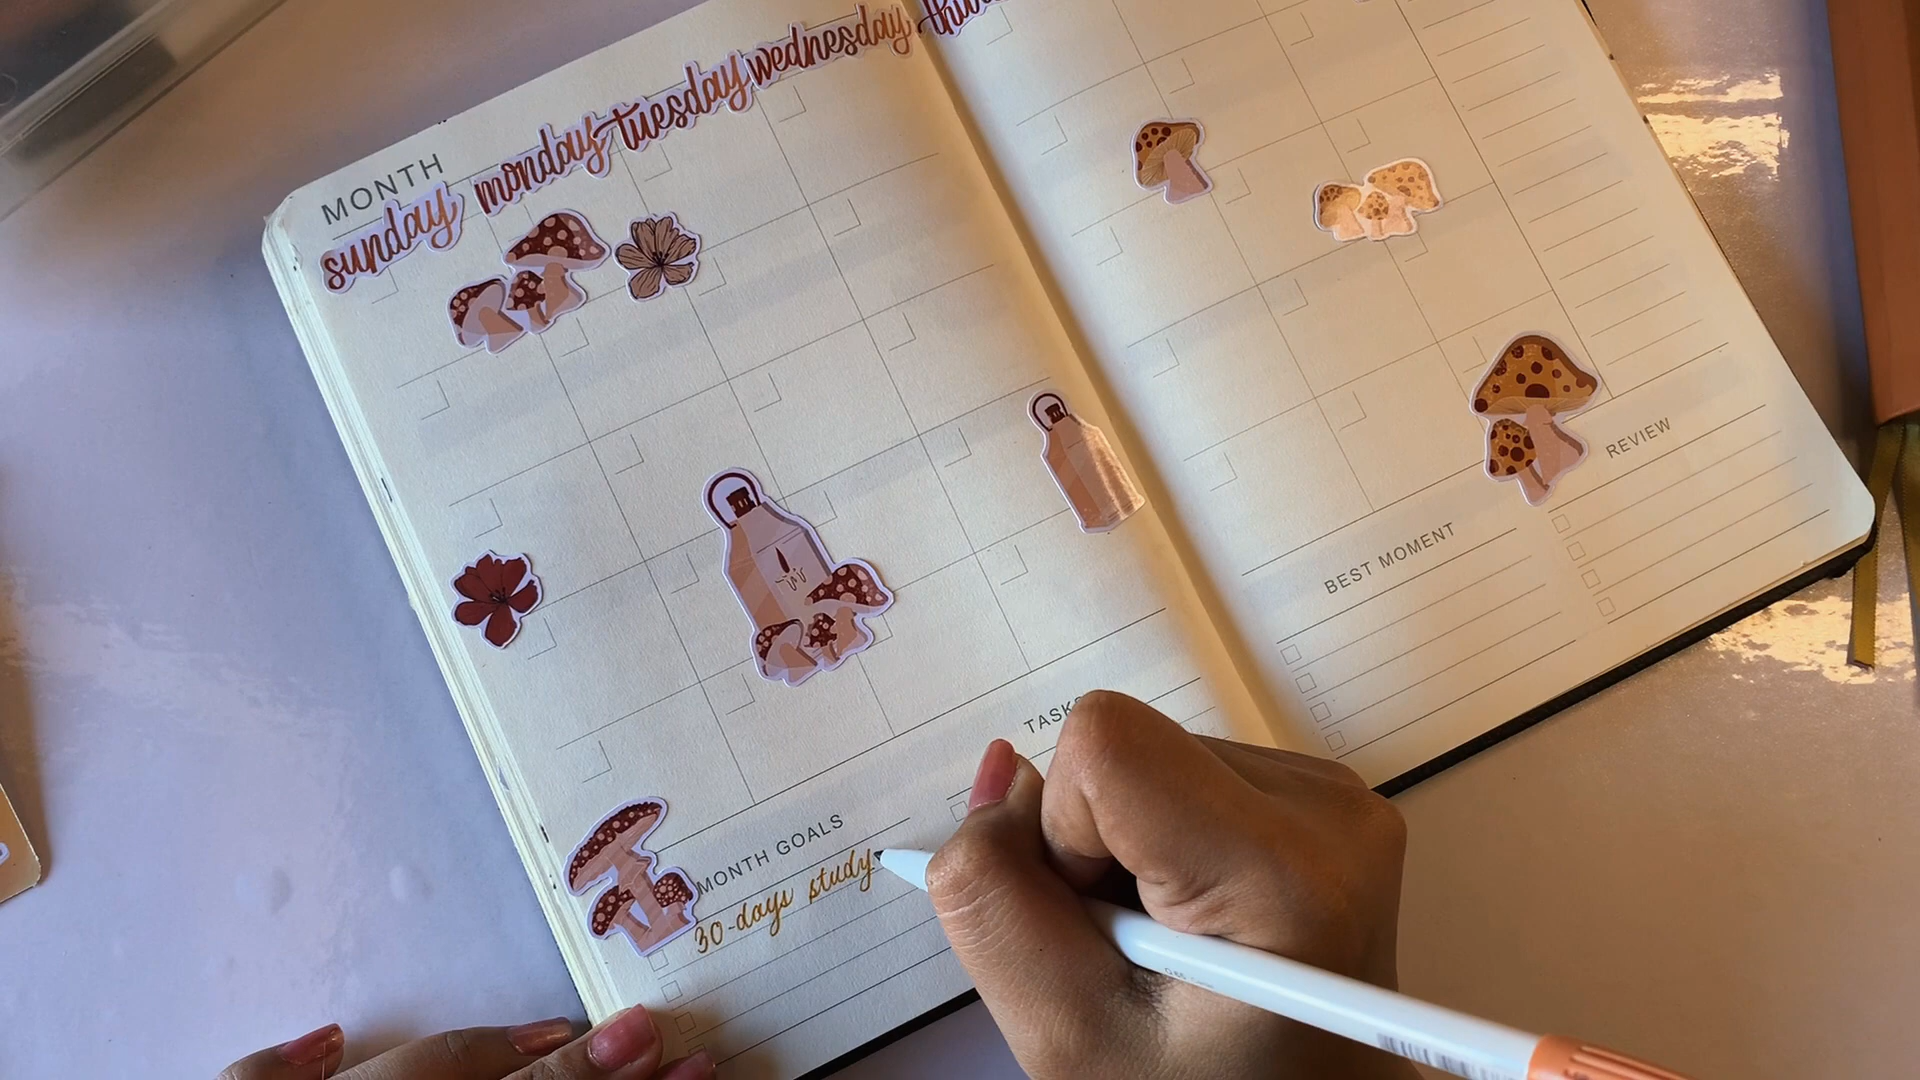 MONTH
sunday monday tuesday wednesday
REVIEW
BEST MOMENT
TASKS
MONTH GOALS
30-days study